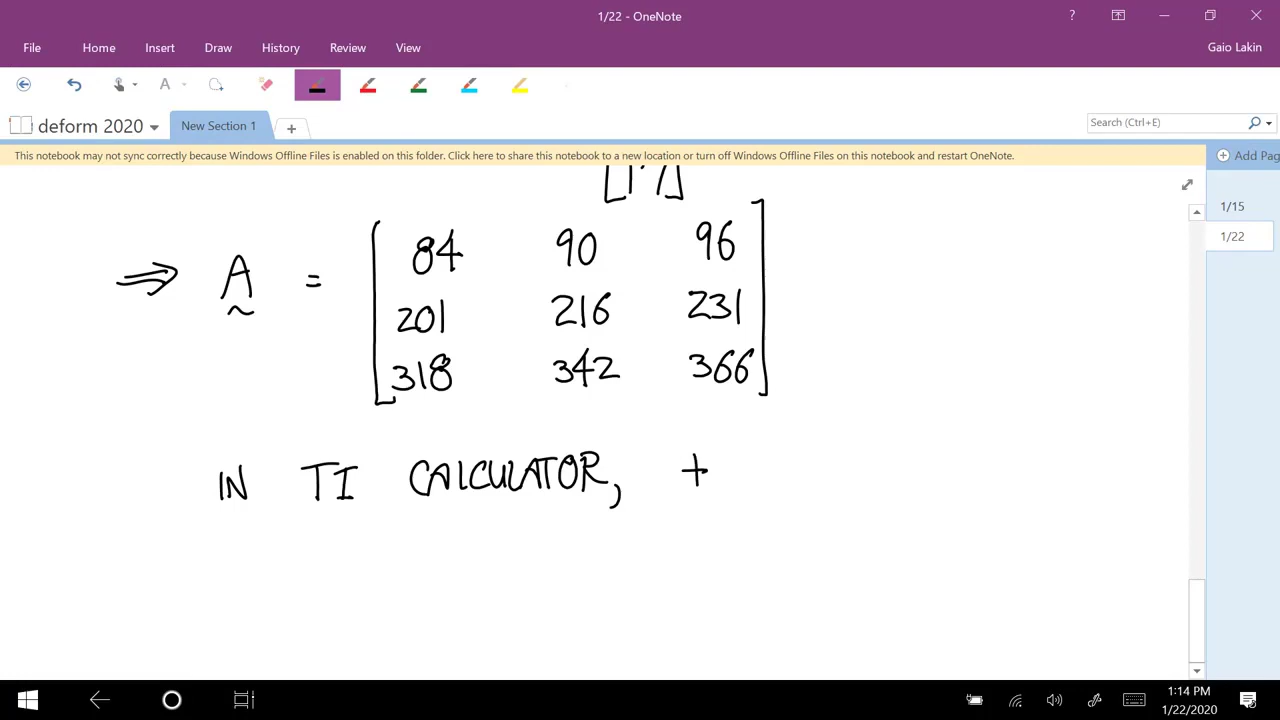 1/22 - OneNote
?
File Home Insert Draw History Review View
Gaio Lakin
A
deform 2020
New Section 1
+
Search (Ctrl+E)
This notebook may not sync correctly because Windows Offline Files is enabled on this folder. Click here to share this notebook to a new location or turn off Windows Offline Files on this notebook and restart OneNote.
Add Pag
1/15
1/22
84 90 96
⇒ A =
~
201 216 231
318 342 366
IN TI CALCULATOR, +
1:14 PM
1/22/2020